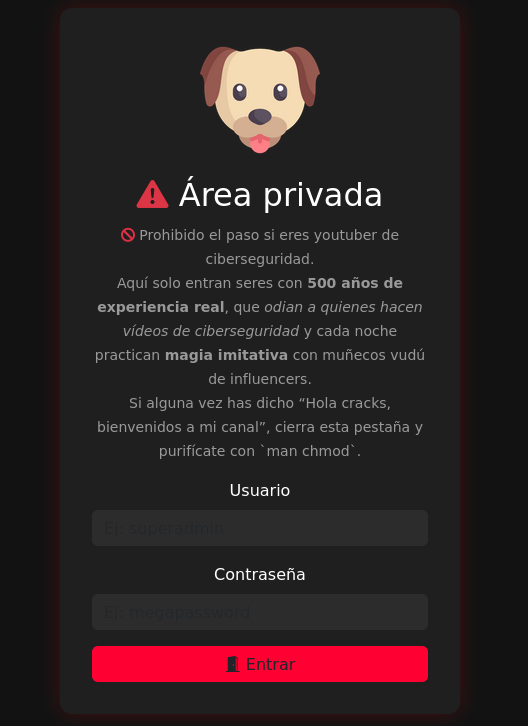 Área privada
Prohibido el paso si eres youtuber de
ciberseguridad.
Aquí solo entran seres con 500 años de
experiencia real, que odian a quienes hacen
vídeos de ciberseguridad y cada noche
practican magia imitativa con muñecos vudú
de influencers.
Si alguna vez has dicho “Hola cracks,
bienvenidos a mi canal”, cierra esta pestaña y
purifícate con `man chmod`.
Usuario
Ej. superadmin
Contraseña
Ej. megapassword
Entrar